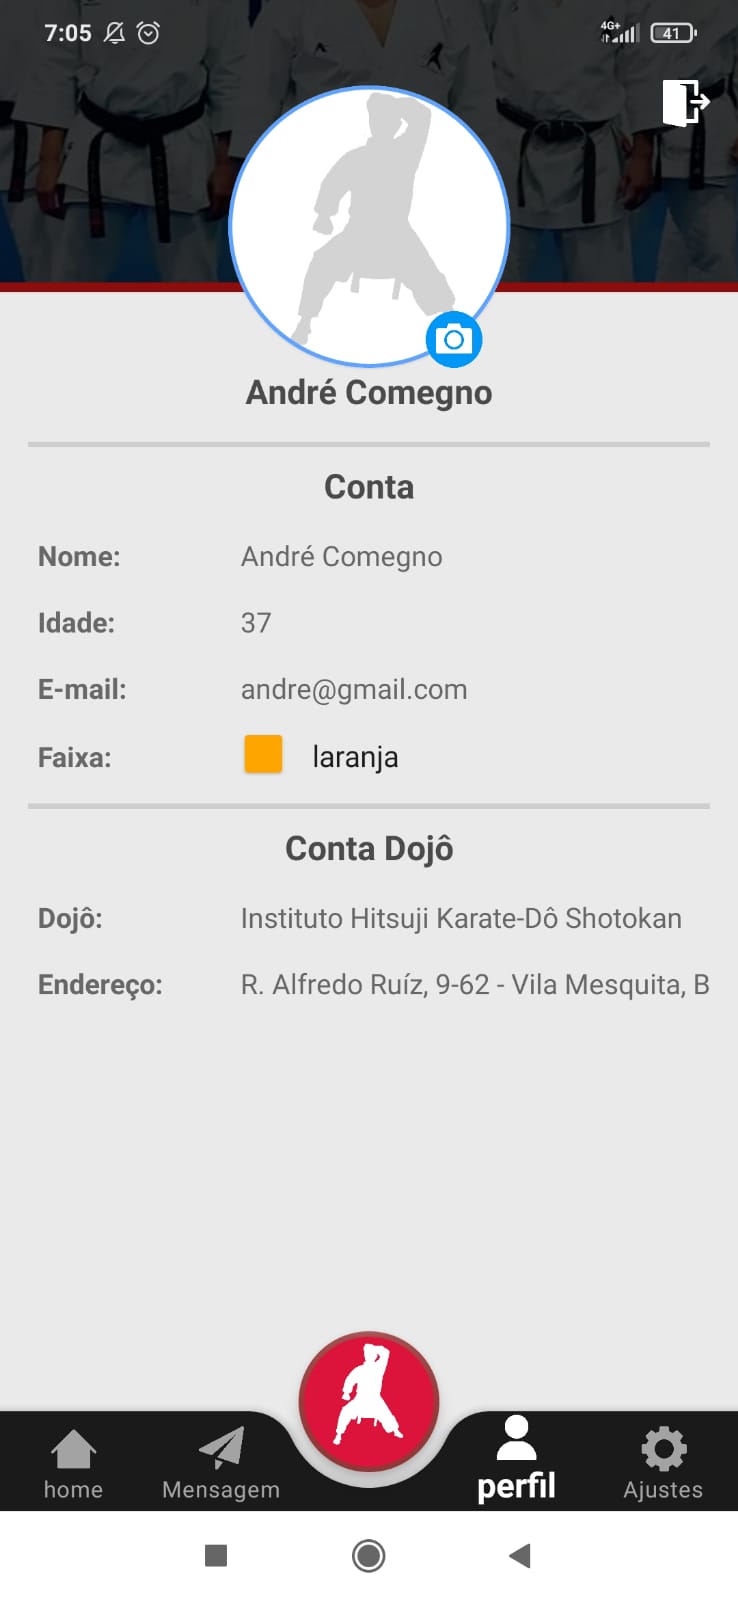 7:05
4G+
41
André Comegno
Conta
Nome: André Comegno
Idade: 37
E-mail: andre@gmail.com
Faixa: laranja
Conta Dojô
Dojô: Instituto Hitsuji Karate-Dô Shotokan
Endereço: R. Alfredo Ruíz, 9-62 - Vila Mesquita, B
home
Mensagem
perfil
Ajustes